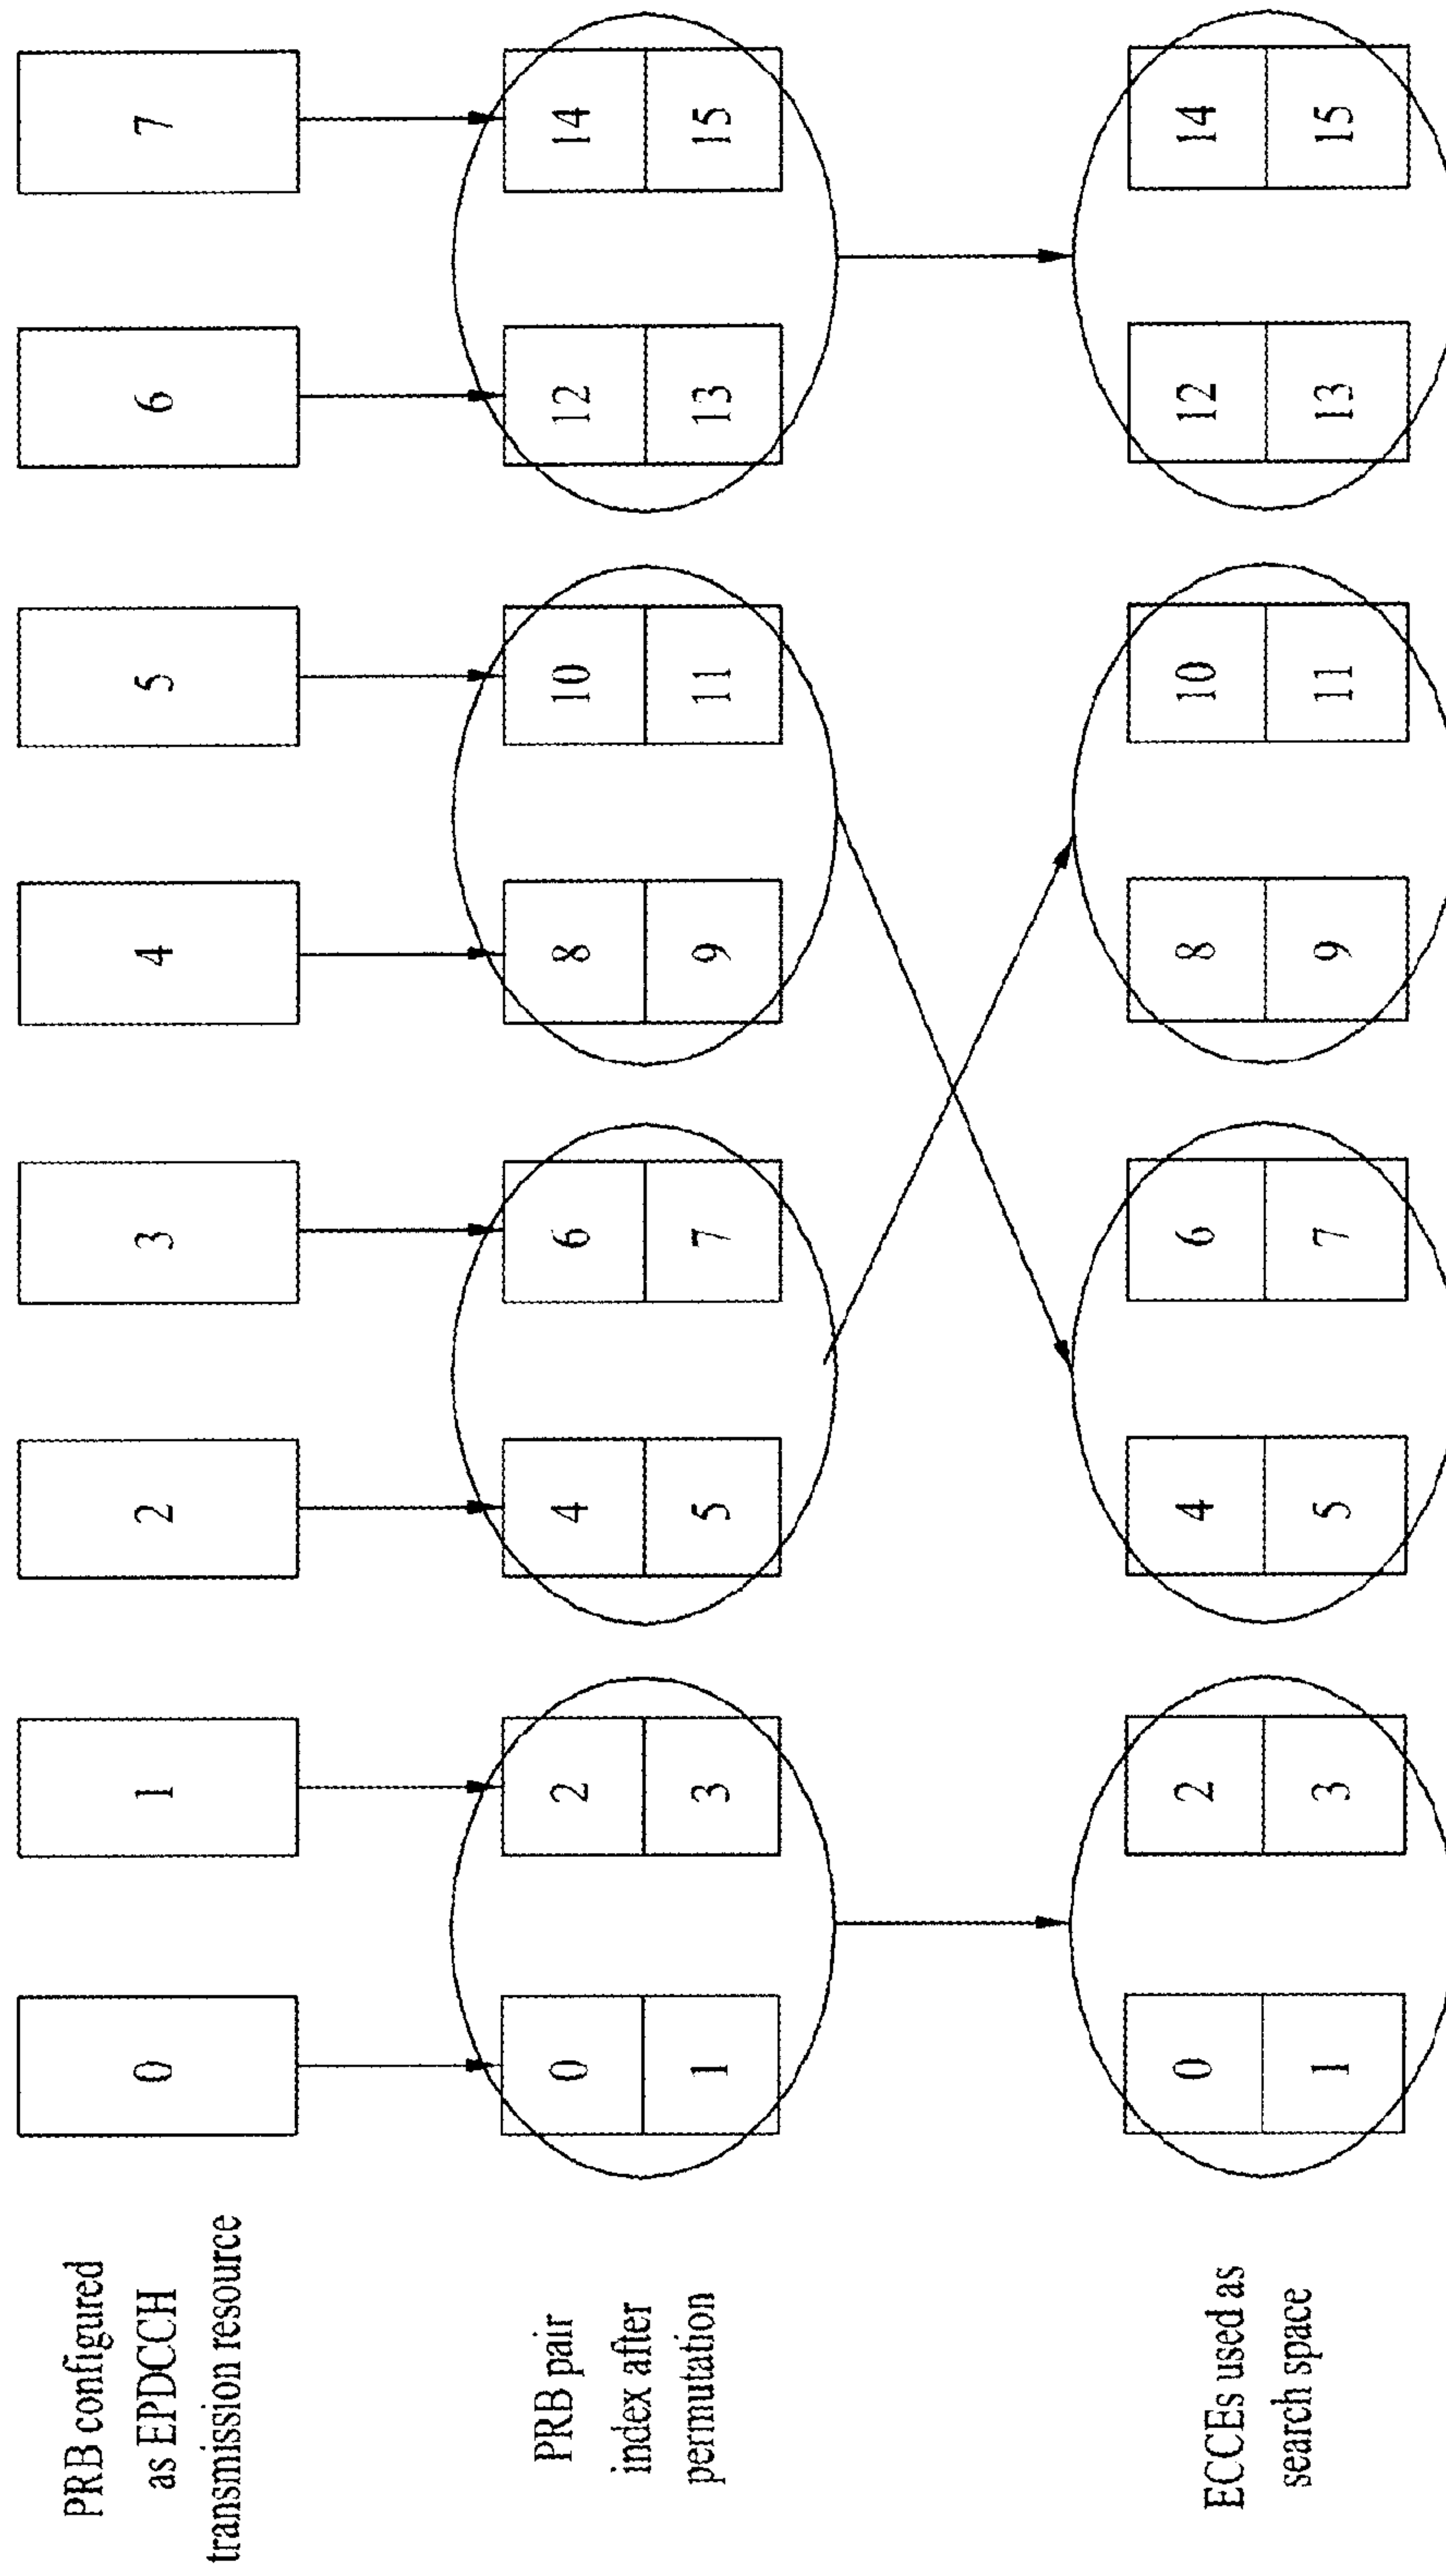 PRB configured
as EPDCCH
transmission resource
0 1 2 3 4 5 6 7
PRB pair
index after
permutation
0 2 4 6 8 10 12 14
1 3 5 7 9 11 13 15
ECCEs used as
search space
0 2 4 6 8 10 12 14
1 3 5 7 9 11 13 15